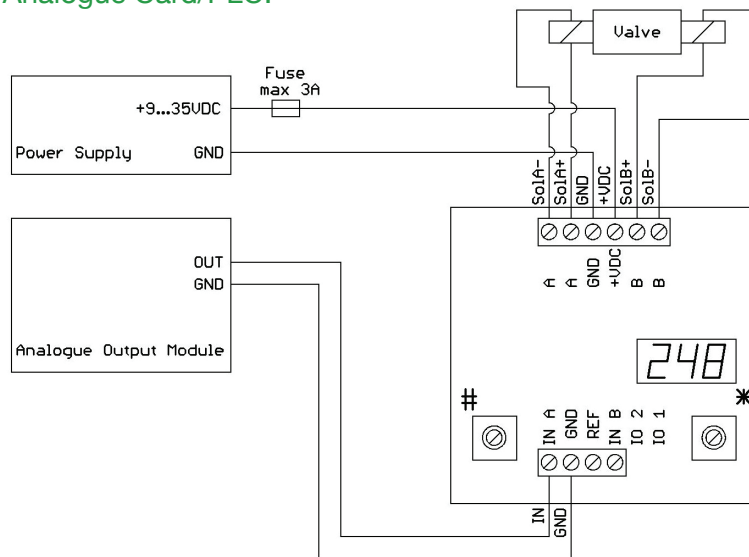 Analogue Card/PLC.
Valve
Fuse
max 3A
+9...35VDC
Power Supply
GND
SolA-
SolA+
GND
+VDC
SolB+
SolB-
A
A
GND
+VDC
B
B
OUT
GND
Analogue Output Module
248
#
*
IN A
GND
REF
IN B
IO 2
IO 1
IN
GND